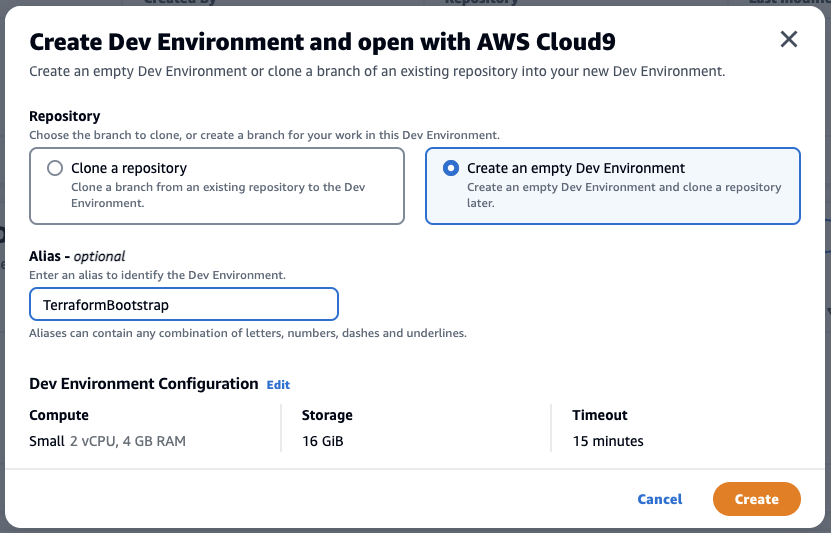 Created By
Repository
Last modifie
Create Dev Environment and open with AWS Cloud9
Create an empty Dev Environment or clone a branch of an existing repository into your new Dev Environment.
Repository
Choose the branch to clone, or create a branch for your work in this Dev Environment.
Clone a repository
Clone a branch from an existing repository to the Dev
Environment.
Create an empty Dev Environment
Create an empty Dev Environment and clone a repository
later.
Alias - optional
Enter an alias to identify the Dev Environment.
TerraformBootstrap
Aliases can contain any combination of letters, numbers, dashes and underlines.
Dev Environment Configuration Edit
Compute
Small 2 vCPU, 4 GB RAM
Storage
16 GiB
Timeout
15 minutes
Cancel
Create